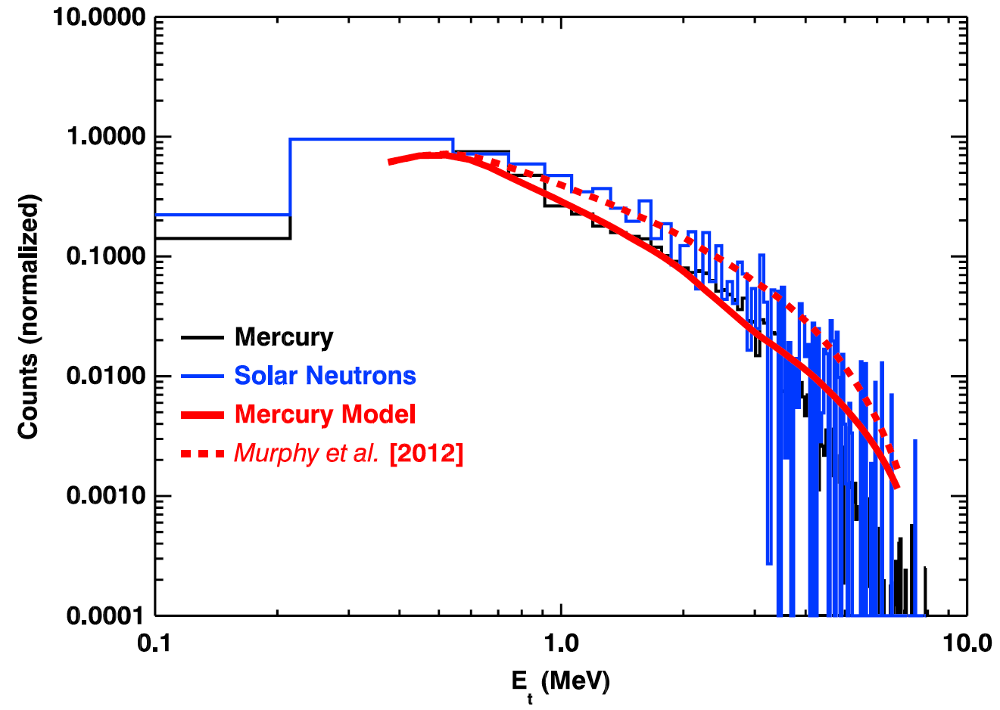 10.0000
1.0000
0.1000
0.0100
0.0010
0.0001
Counts (normalized)
Mercury
Solar Neutrons
Mercury Model
Murphy et al. [2012]
0.1
1.0
10.0
E_t (MeV)